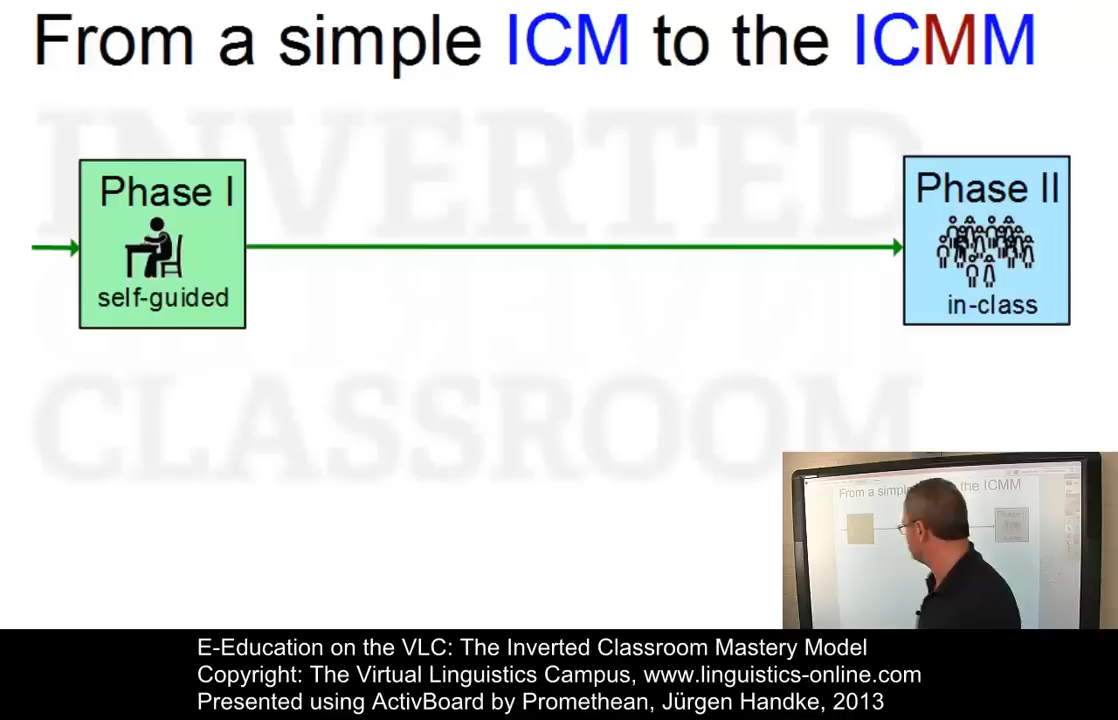 From a simple ICM to the ICMM
INVERTED
CLASSROOM
Phase I
self-guided
Phase II
in-class
From a simple the ICMM
E-Education on the VLC: The Inverted Classroom Mastery Model
Copyright: The Virtual Linguistics Campus, www.linguistics-online.com
Presented using ActivBoard by Promethean, Jürgen Handke, 2013